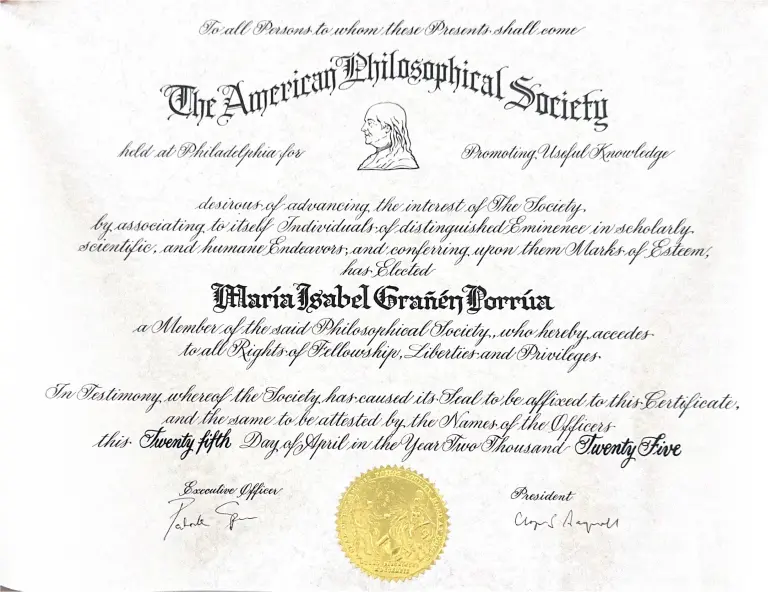 To all Persons to whom these Presents shall come
The American Philosophical Society
held at Philadelphia for Promoting Useful Knowledge
desirous of advancing the interest of The Society,
by associating to itself Individuals of distinguished Eminence in scholarly
scientific, and humane Endeavors; and conferring upon them Marks of Esteem,
has Elected
María Isabel Grañén Porrúa
a Member of the said Philosophical Society, who hereby accedes
to all Rights of Fellowship, Liberties and Privileges
In Testimony whereof the Society has caused its Seal to be affixed to this Certificate,
and the same to be attested by the Names of the Officers
this Twenty fifth Day of April in the Year Two Thousand Twenty Five
Executive Officer
President